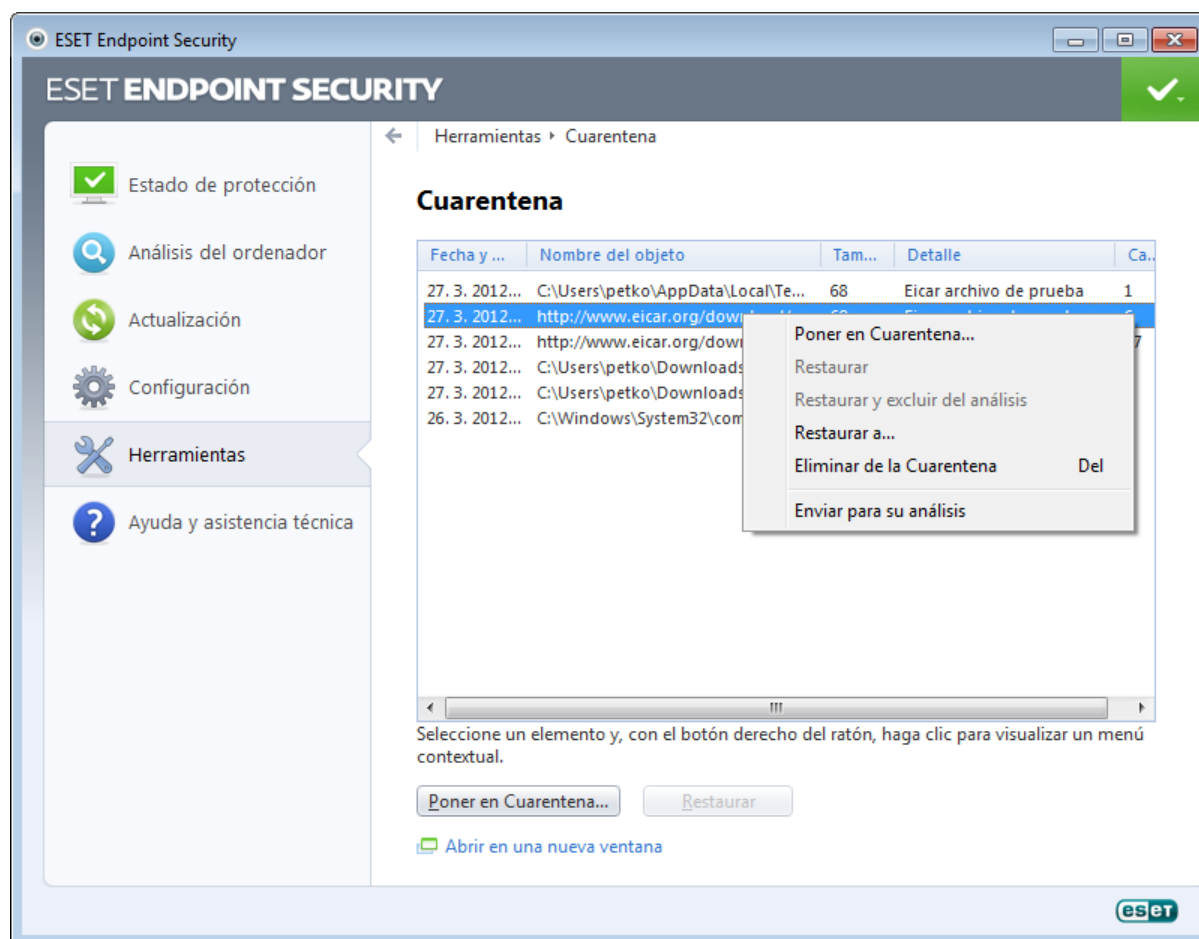 ESET Endpoint Security
ESET ENDPOINT SECURITY
Herramientas Cuarentena
Estado de protección
Análisis del ordenador
Actualización
Configuración
Herramientas
Ayuda y asistencia técnica
Cuarentena
Fecha y ... Nombre del objeto Tam... Detalle Ca..
27. 3. 2012... C:\Users\petko\AppData\Local\Te... 68 Eicar archivo de prueba 1
27. 3. 2012... http://www.eicar.org/
27. 3. 2012... http://www.eicar.org/dow 7
27. 3. 2012... C:\Users\petko\Downloads
27. 3. 2012... C:\Users\petko\Downloads
26. 3. 2012... C:\Windows\System32\com
Poner en Cuarentena...
Restaurar
Restaurar y excluir del análisis
Restaurar a...
Eliminar de la Cuarentena Del
Enviar para su análisis
Seleccione un elemento y, con el botón derecho del ratón, haga clic para visualizar un menú
contextual.
Poner en Cuarentena... Restaurar
Abrir en una nueva ventana
eseT